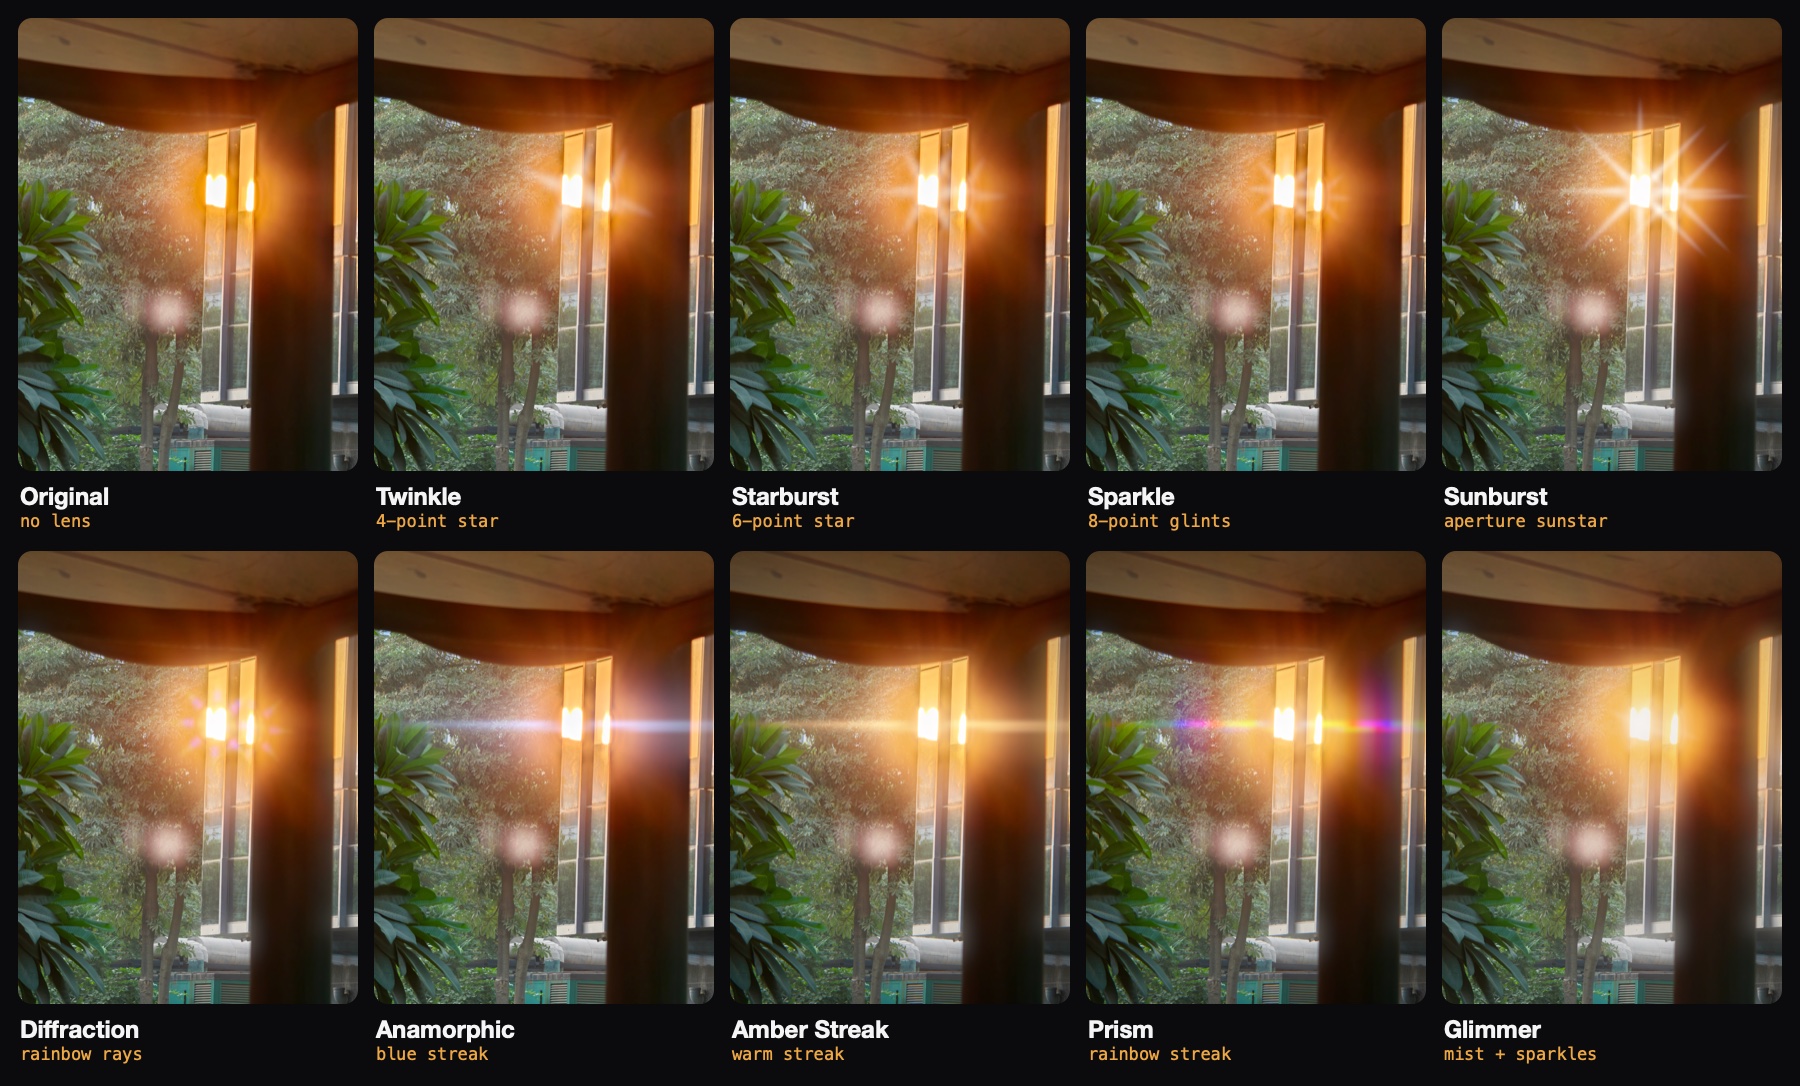 Original
no lens
Twinkle
4-point star
Starburst
6-point star
Sparkle
8-point glints
Sunburst
aperture sunstar
Diffraction
rainbow rays
Anamorphic
blue streak
Amber Streak
warm streak
Prism
rainbow streak
Glimmer
mist + sparkles